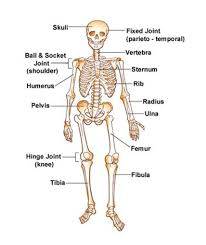 Skull
Fixed Joint
(parieto - temporal)
Vertebra
Ball & Socket
Joint
(shoulder)
Sternum
Rib
Humerus
Radius
Pelvis
Ulna
Femur
Hinge Joint
(knee)
Tibia
Fibula